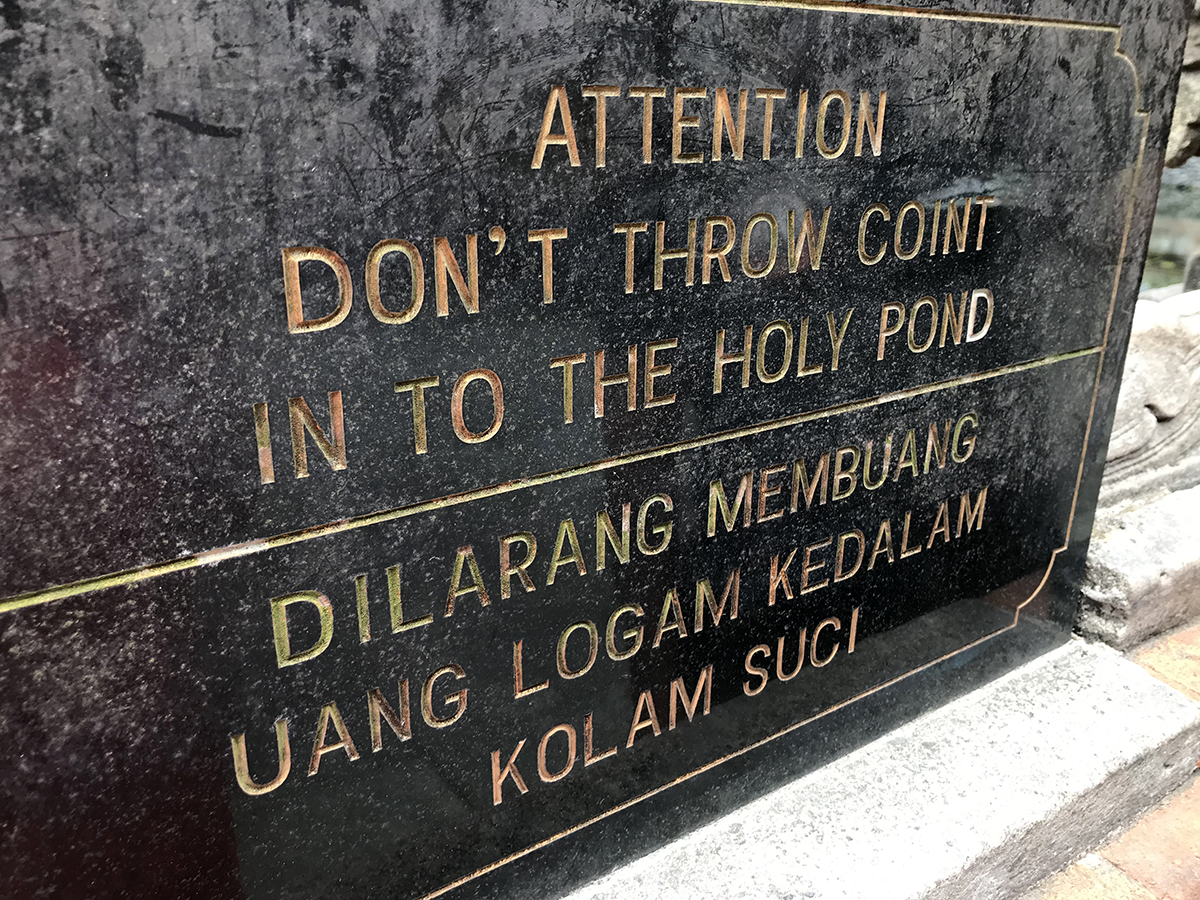 ATTENTION
DON'T THROW COINT
IN TO THE HOLY POND
DILARANG MEMBUANG
UANG LOGAM KEDALAM
KOLAM SUCI